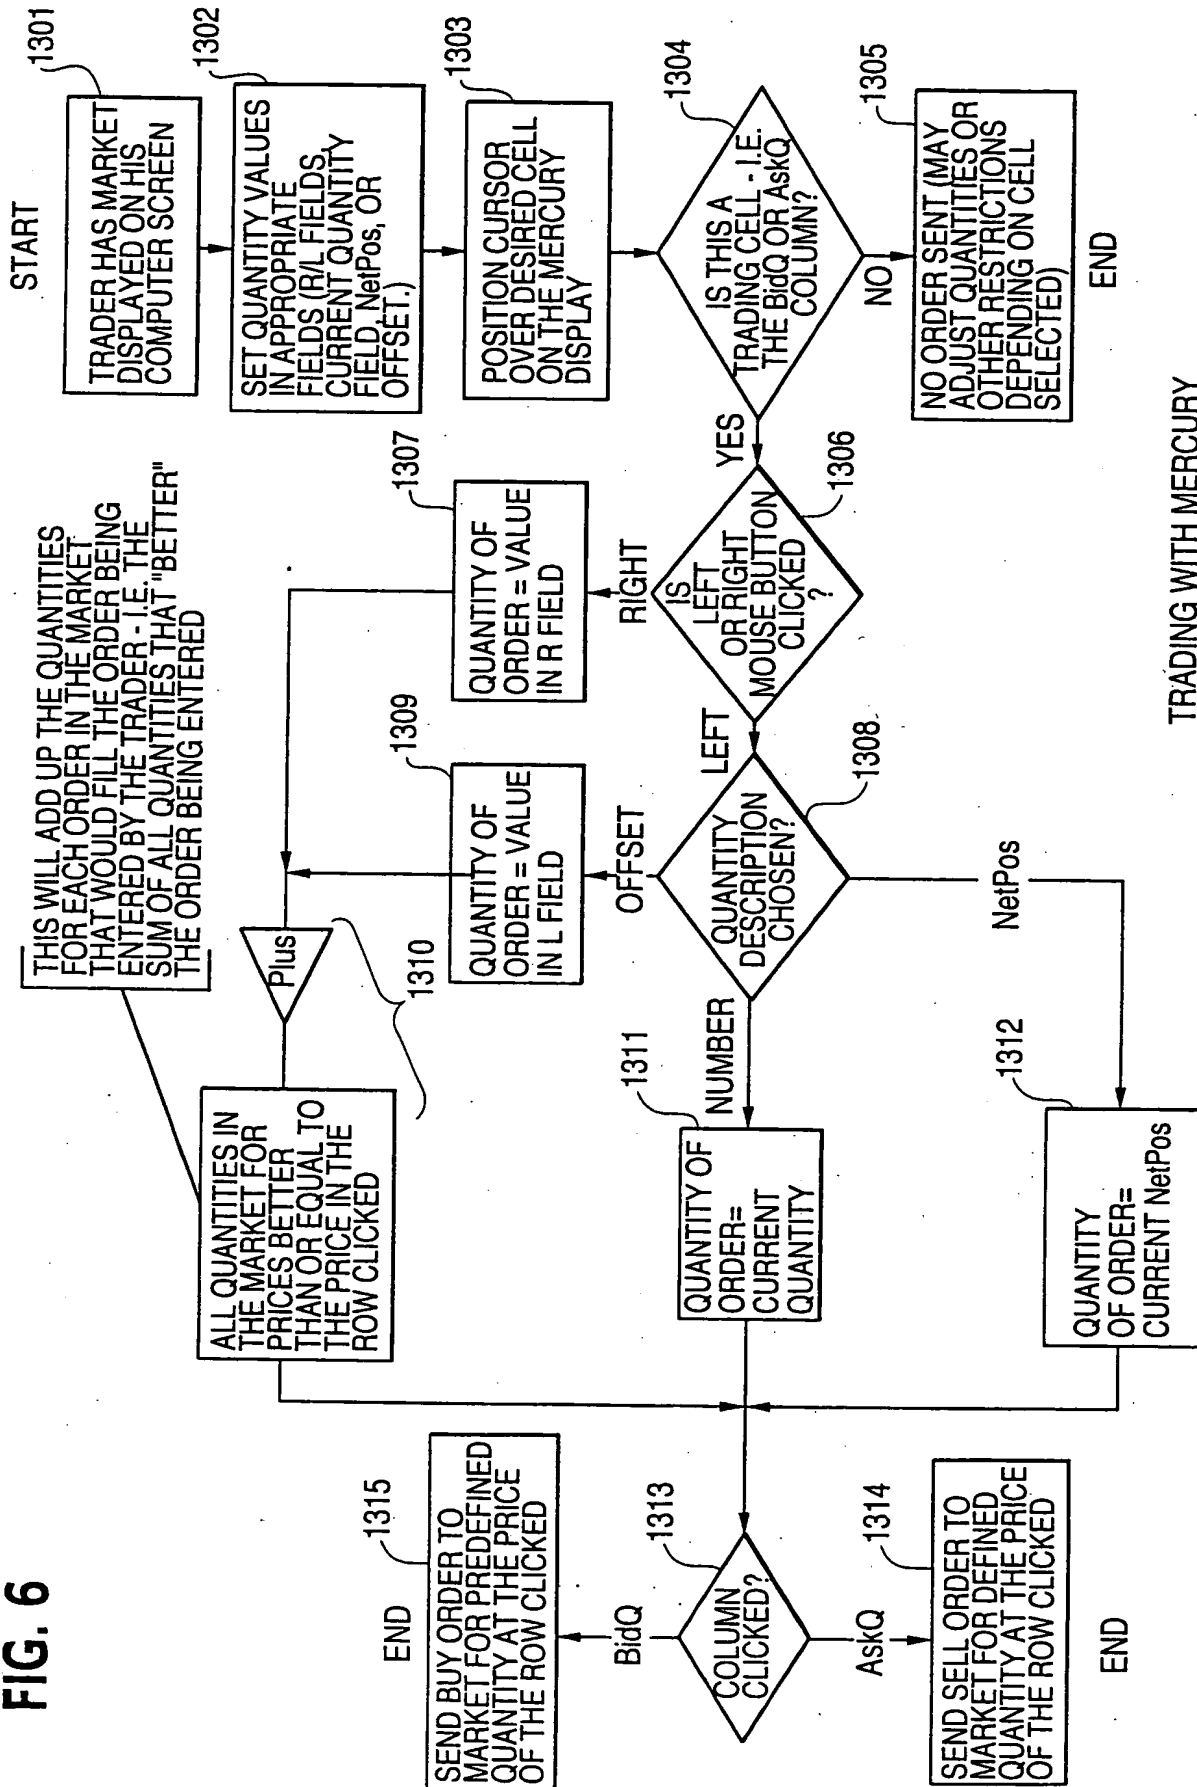 FIG. 6
START
1301
TRADER HAS MARKET
DISPLAYED ON HIS
COMPUTER SCREEN
1302
SET QUANTITY VALUES
IN APPROPRIATE
FIELDS (R/L FIELDS,
CURRENT QUANTITY
FIELD, NetPos, OR
OFFSET.)
1303
POSITION CURSOR
OVER DESIRED CELL
ON THE MERCURY
DISPLAY
1304
IS THIS A
TRADING CELL - I.E.
THE BidQ OR AskQ
COLUMN?
NO
1305
NO ORDER SENT (MAY
ADJUST QUANTITIES OR
OTHER RESTRICTIONS
DEPENDING ON CELL
SELECTED)
END
YES
1306
IS
LEFT
OR RIGHT
MOUSE BUTTON
CLICKED
?
RIGHT
1307
QUANTITY OF
ORDER = VALUE
IN R FIELD
LEFT
1308
QUANTITY
DESCRIPTION
CHOSEN?
OFFSET
1309
QUANTITY OF
ORDER = VALUE
IN L FIELD
Plus
1310
THIS WILL ADD UP THE QUANTITIES
FOR EACH ORDER IN THE MARKET
THAT WOULD FILL THE ORDER BEING
ENTERED BY THE TRADER - I.E. THE
SUM OF ALL QUANTITIES THAT "BETTER"
THE ORDER BEING ENTERED
ALL QUANTITIES IN
THE MARKET FOR
PRICES BETTER
THAN OR EQUAL TO
THE PRICE IN THE
ROW CLICKED
NUMBER
1311
QUANTITY OF
ORDER=
CURRENT
QUANTITY
NetPos
1312
QUANTITY
OF ORDER=
CURRENT NetPos
1313
COLUMN
CLICKED?
BidQ
1315
SEND BUY ORDER TO
MARKET FOR PREDEFINED
QUANTITY AT THE PRICE
OF THE ROW CLICKED
END
AskQ
1314
SEND SELL ORDER TO
MARKET FOR DEFINED
QUANTITY AT THE PRICE
OF THE ROW CLICKED
END
TRADING WITH MERCURY